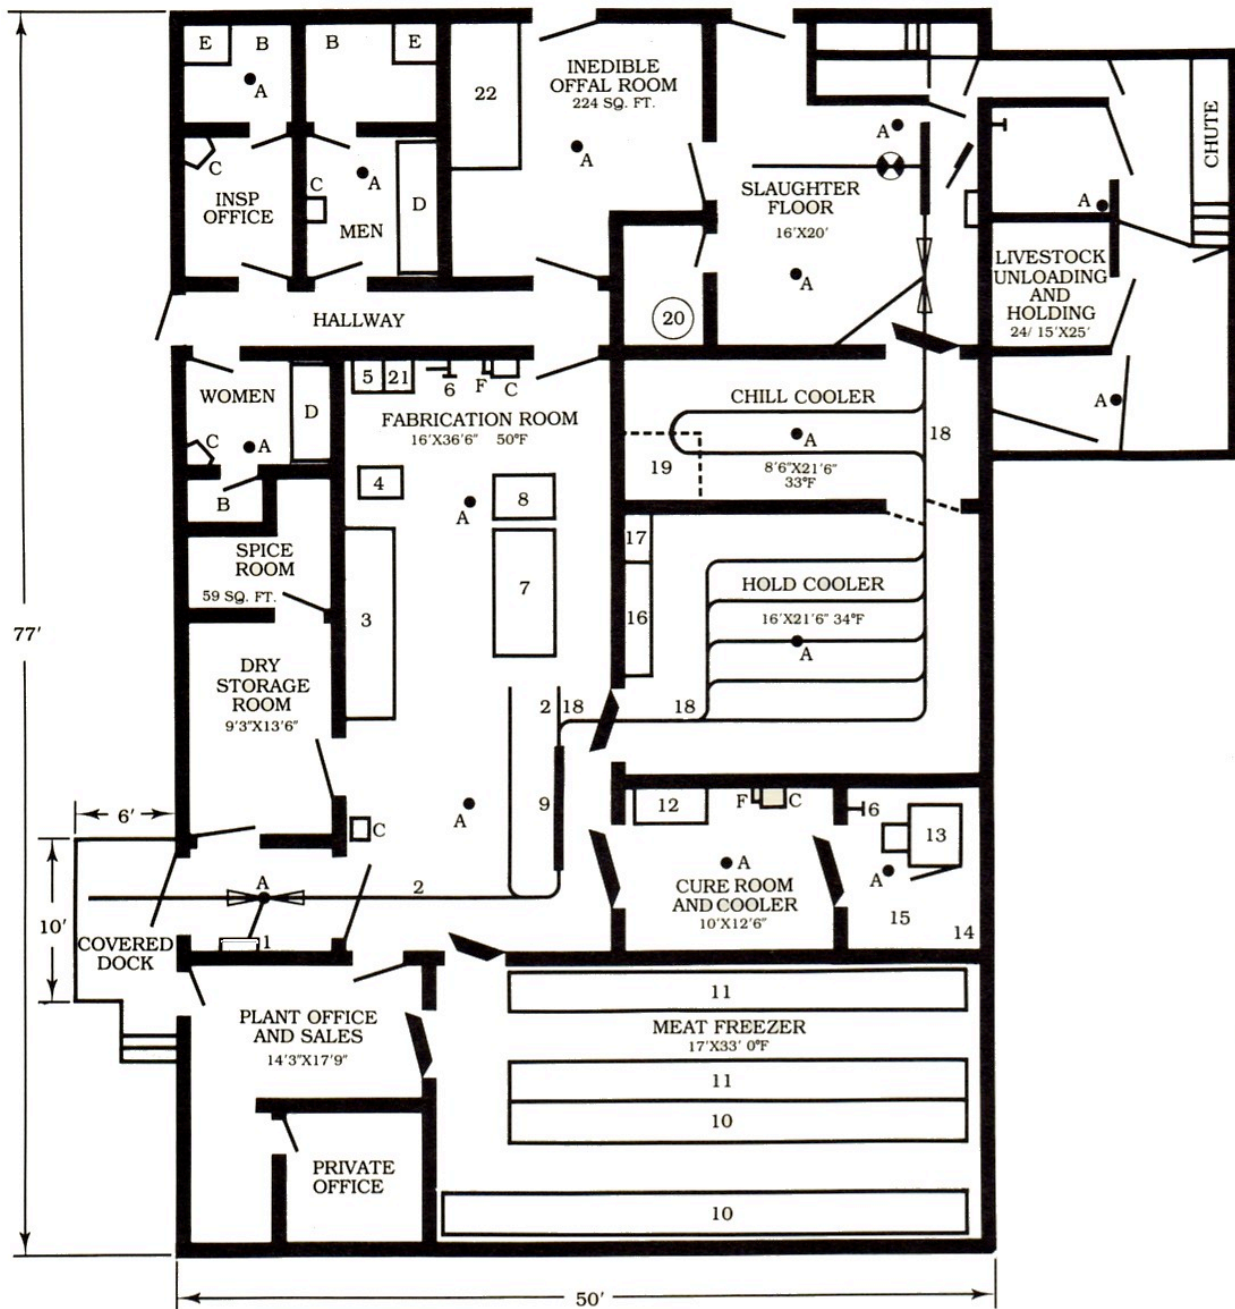 E
B
A
B
E
22
INEDIBLE
OFFAL ROOM
224 SQ. FT.
A
A
CHUTE
C
INSP
OFFICE
C
A
MEN
D
SLAUGHTER
FLOOR
16'X20'
A
A
LIVESTOCK
UNLOADING
AND
HOLDING
24/ 15'X25'
HALLWAY
20
WOMEN
D
C
A
B
5
21
6
F
C
FABRICATION ROOM
16'X36'6" 50°F
CHILL COOLER
A
8'6"X21'6"
33°F
18
19
A
4
8
A
SPICE
ROOM
59 SQ. FT.
3
7
17
16
HOLD COOLER
16'X21'6" 34°F
A
77'
DRY
STORAGE
ROOM
9'3"X13'6"
2
18
18
9
A
6'
C
12
F
C
6
13
A
CURE ROOM
AND COOLER
10'X12'6"
A
15
14
10'
COVERED
DOCK
A
2
1
PLANT OFFICE
AND SALES
14'3"X17'9"
11
MEAT FREEZER
17'X33' 0°F
11
10
PRIVATE
OFFICE
10
50'